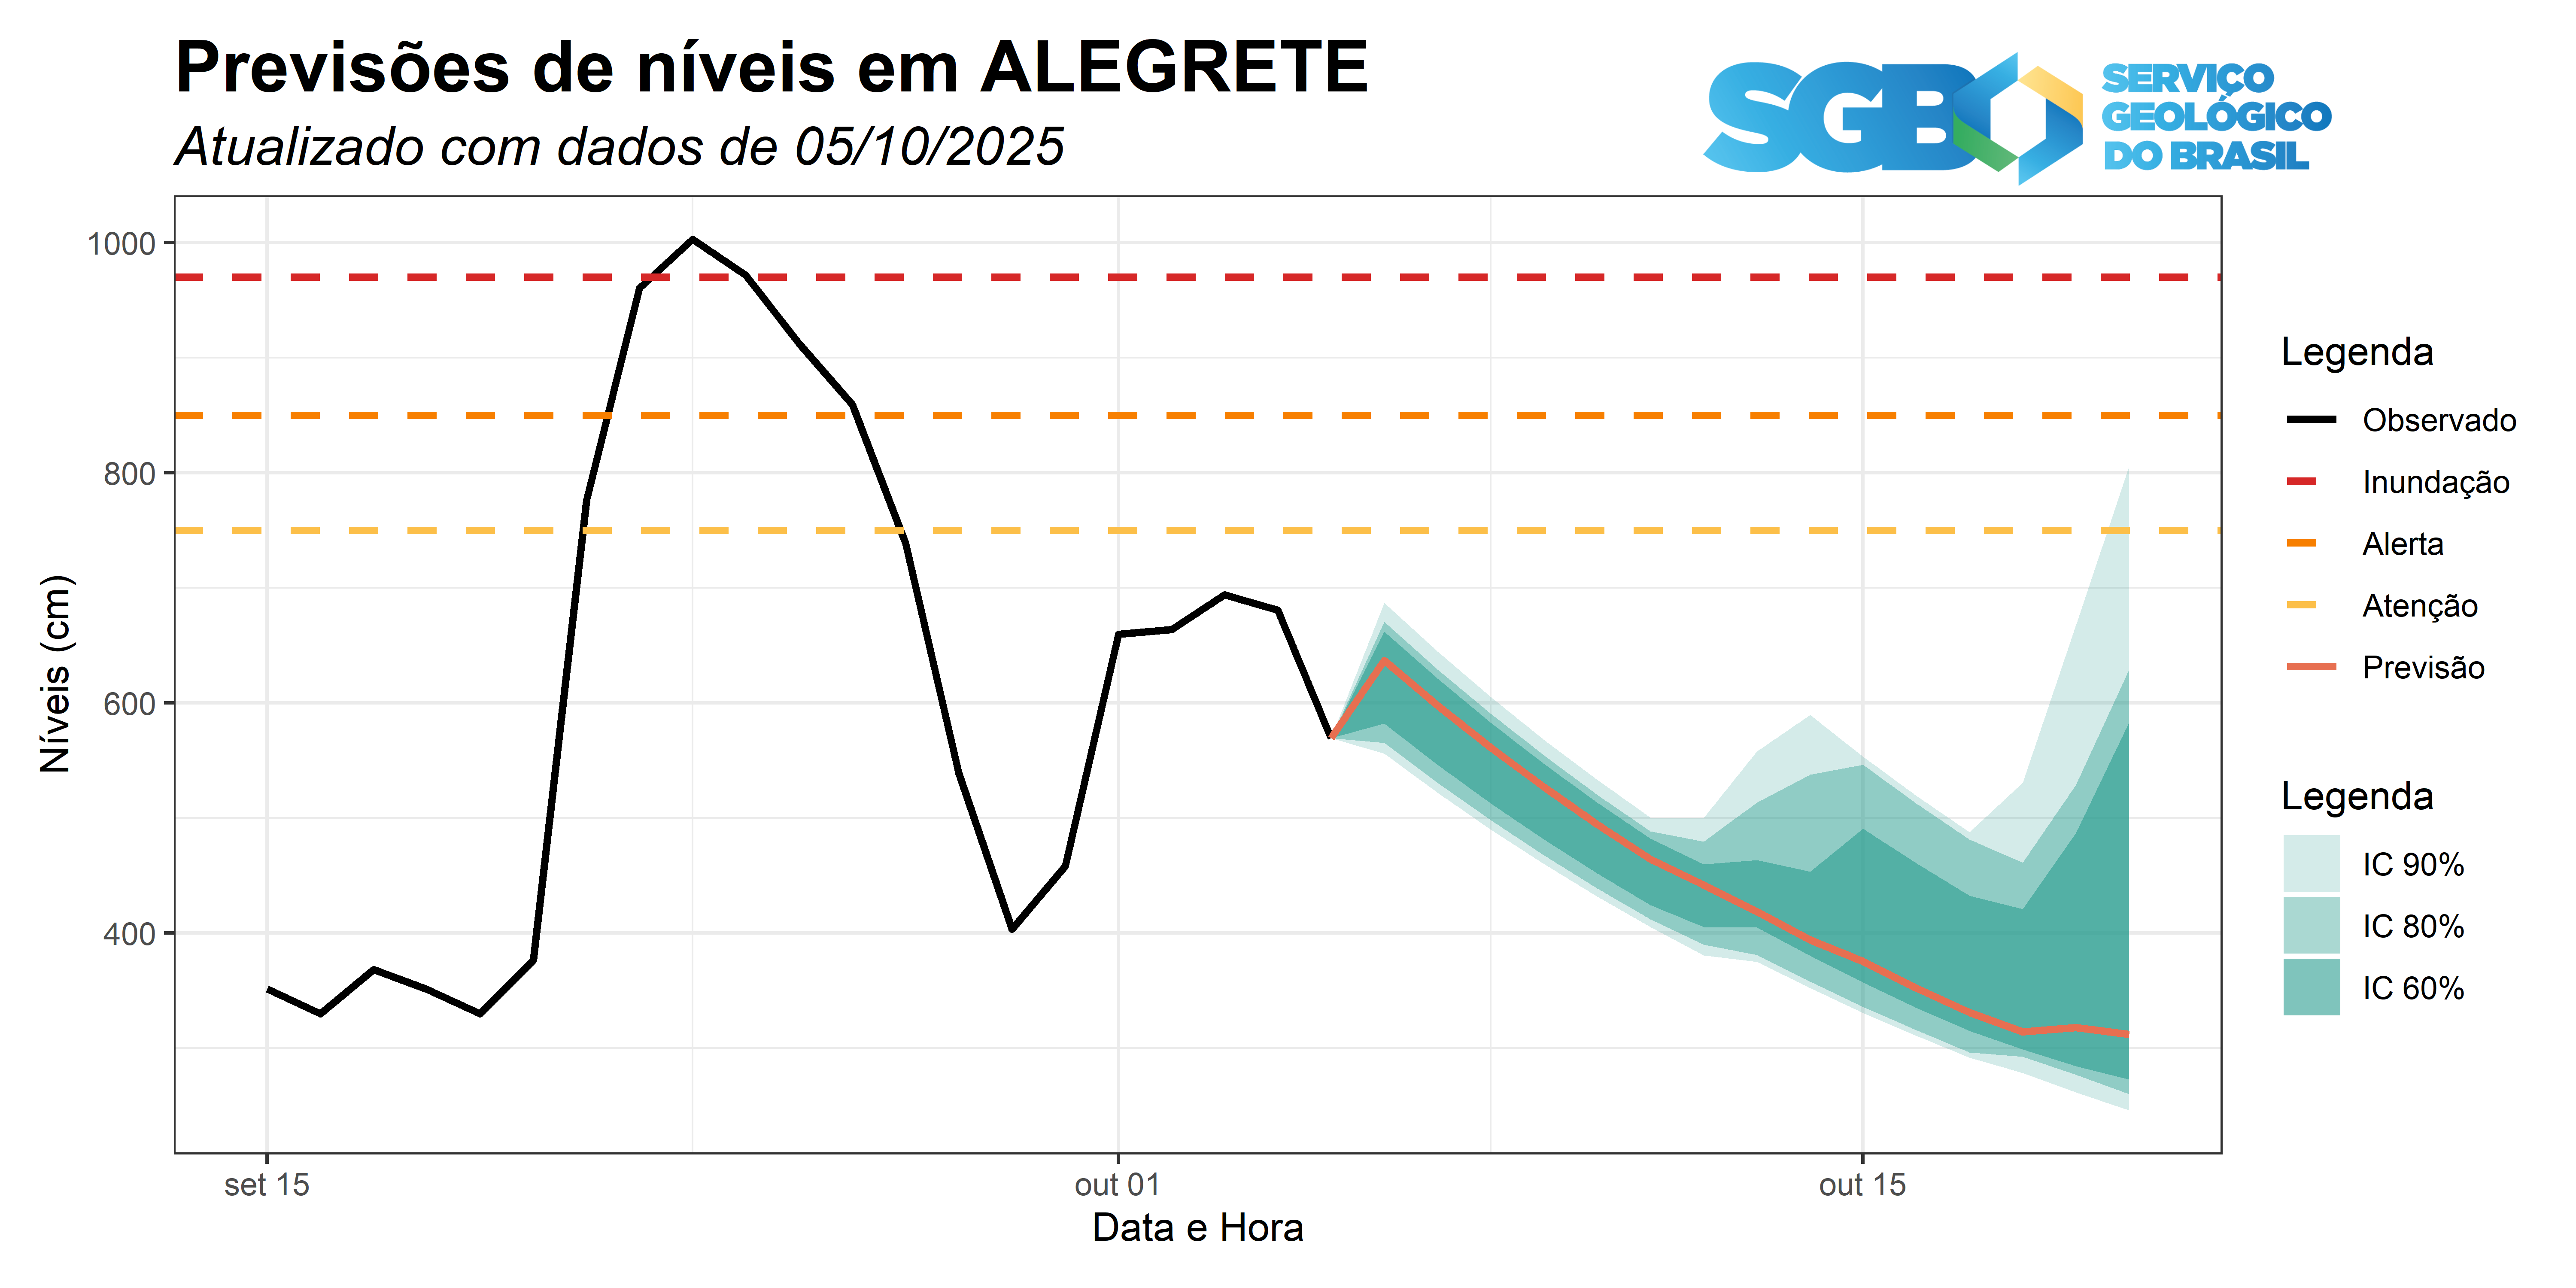 Previsões de níveis em ALEGRETE
Atualizado com dados de 05/10/2025
SGB
SERVIÇO
GEOLÓGICO
DO BRASIL
1000
800
600
400
Níveis (cm)
set 15
out 01
out 15
Data e Hora
Legenda
Observado
Inundação
Alerta
Atenção
Previsão
Legenda
IC 90%
IC 80%
IC 60%